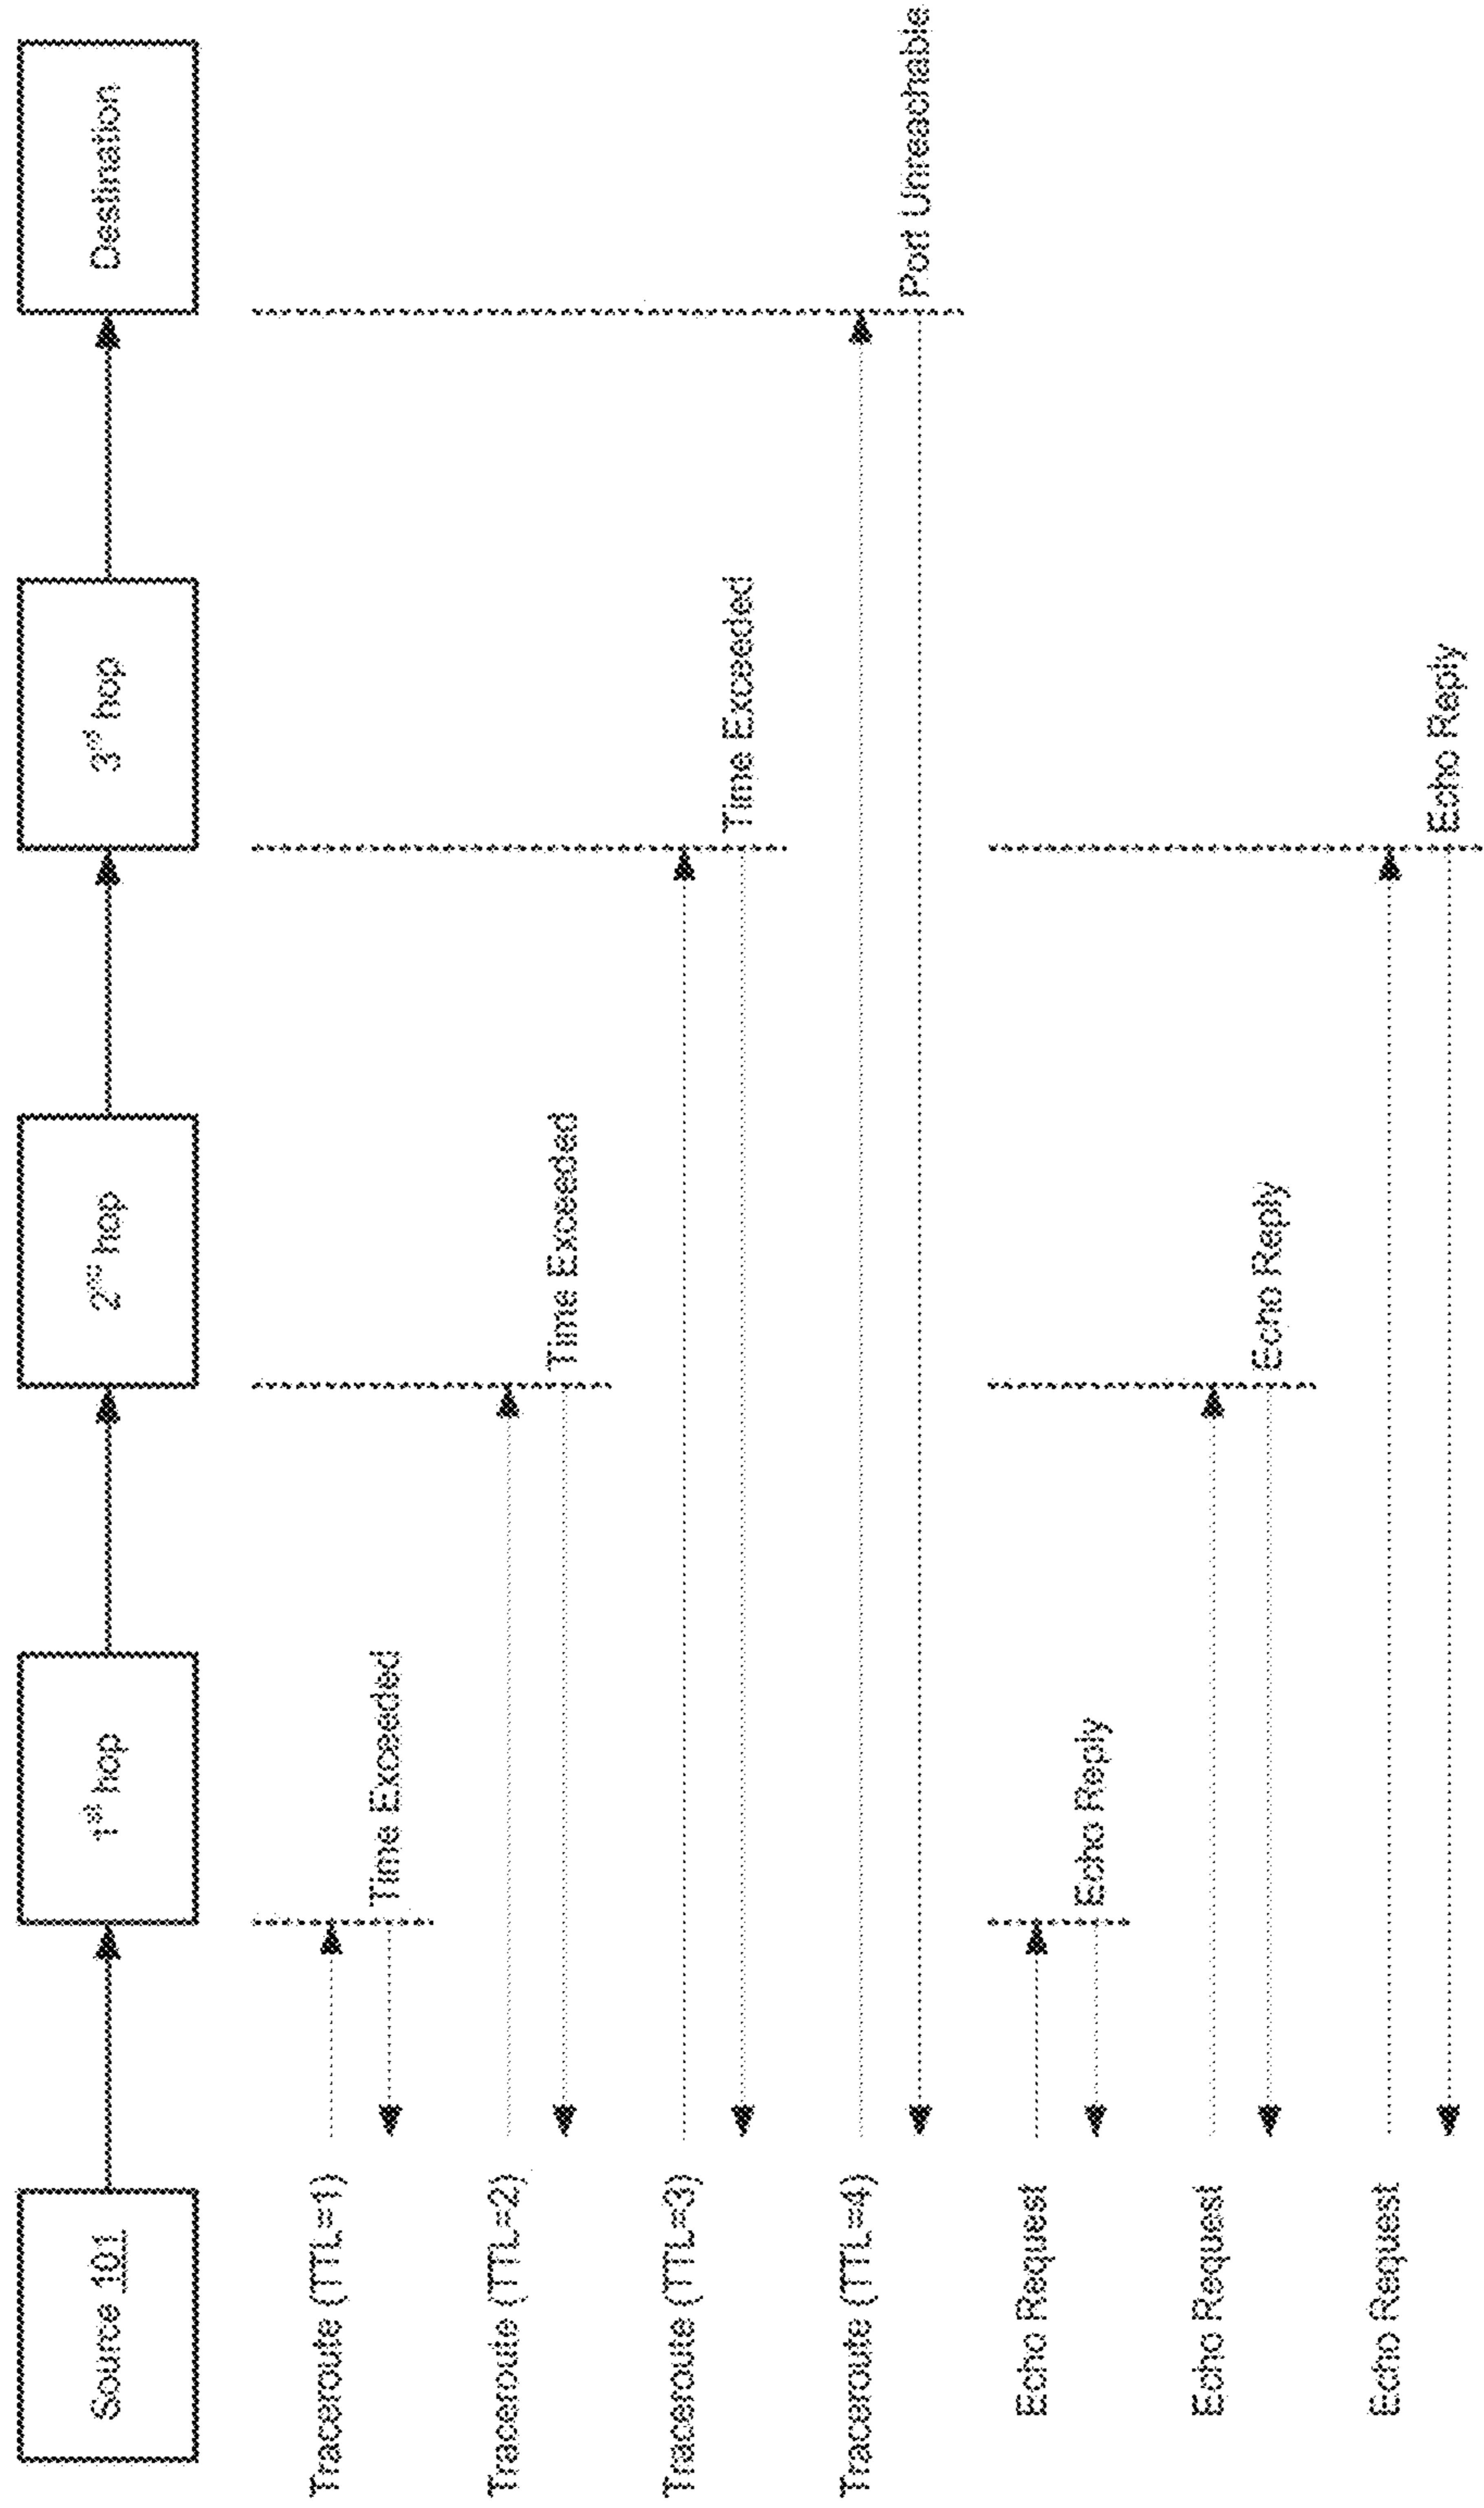 Source 101
1st hop
2nd hop
3rd hop
Destination
Traceroute (TTL=1)
Time Exceeded
Traceroute (TTL=2)
Time Exceeded
Traceroute (TTL=3)
Time Exceeded
Traceroute (TTL=4)
Port Unreachable
Echo Request
Echo Reply
Echo Request
Echo Reply
Echo Request
Echo Reply